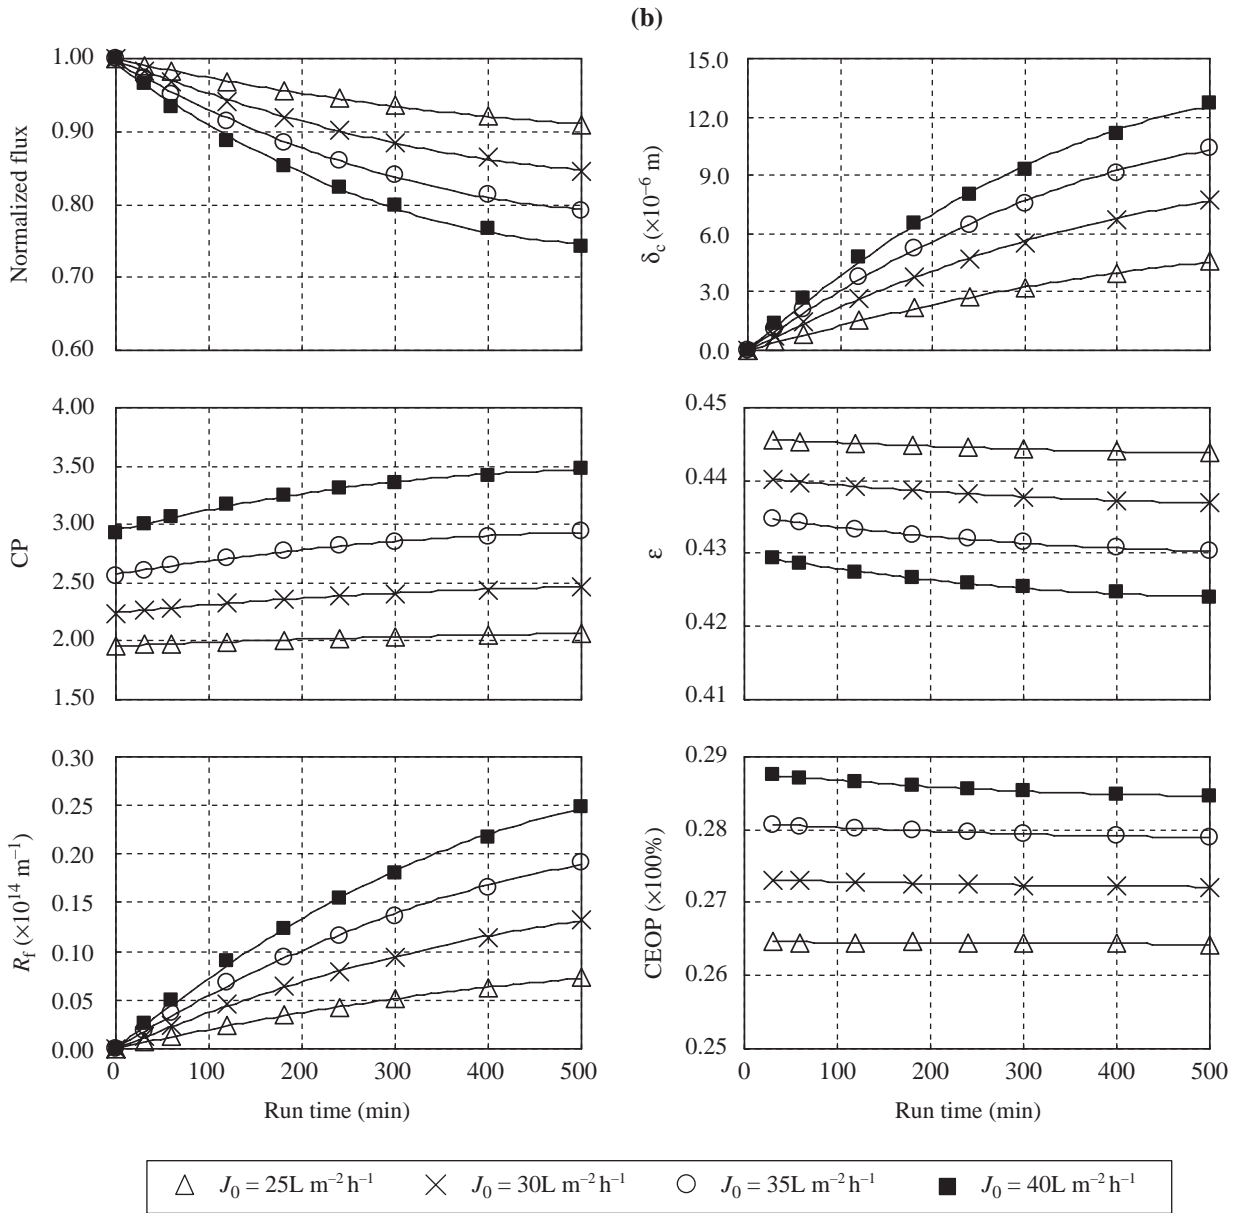 (b)
1.00
0.90
0.80
0.70
0.60
Normalized flux
15.0
12.0
9.0
6.0
3.0
0.0
δc (×10−6 m)
4.00
3.50
3.00
2.50
2.00
1.50
CP
0.45
0.44
0.43
0.42
0.41
ε
0.30
0.25
0.20
0.15
0.10
0.05
0.00
Rf (×1014 m−1)
0 100 200 300 400 500
Run time (min)
0.29
0.28
0.27
0.26
0.25
CEOP (×100%)
0 100 200 300 400 500
Run time (min)
J0 = 25L m−2 h−1 J0 = 30L m−2 h−1 J0 = 35L m−2 h−1 J0 = 40L m−2 h−1